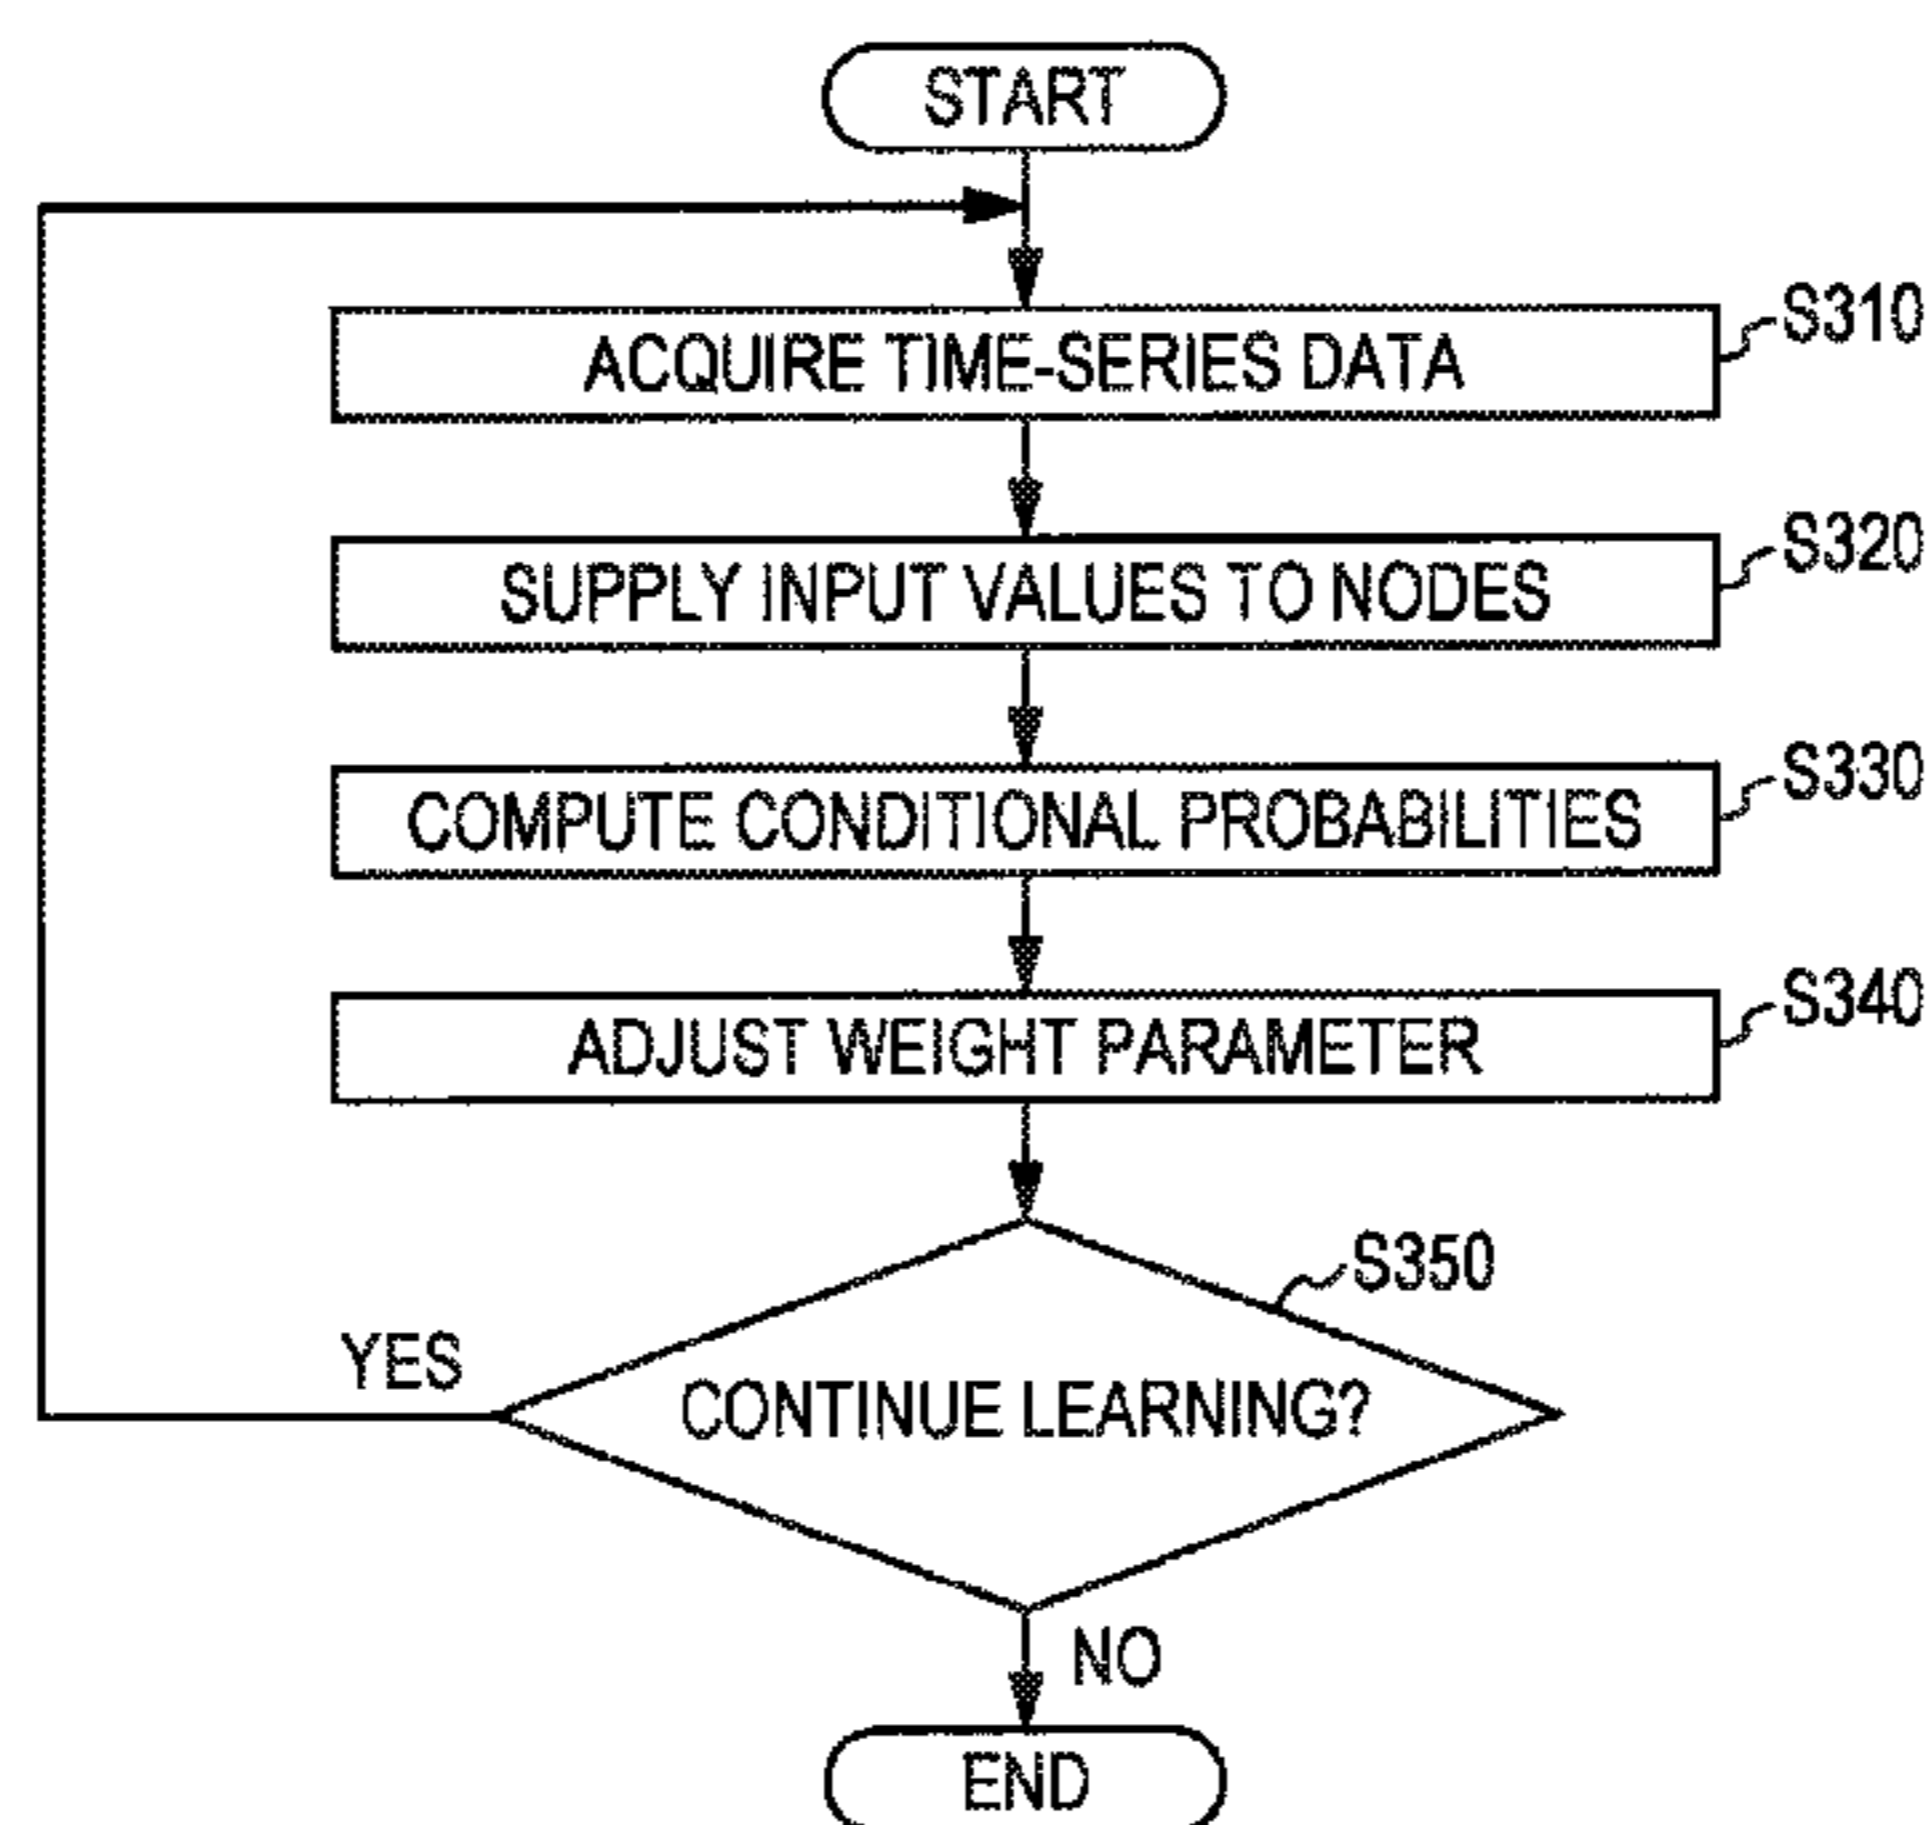 START
ACQUIRE TIME-SERIES DATA
S310
SUPPLY INPUT VALUES TO NODES
S320
COMPUTE CONDITIONAL PROBABILITIES
S330
ADJUST WEIGHT PARAMETER
S340
S350
YES
CONTINUE LEARNING?
NO
END